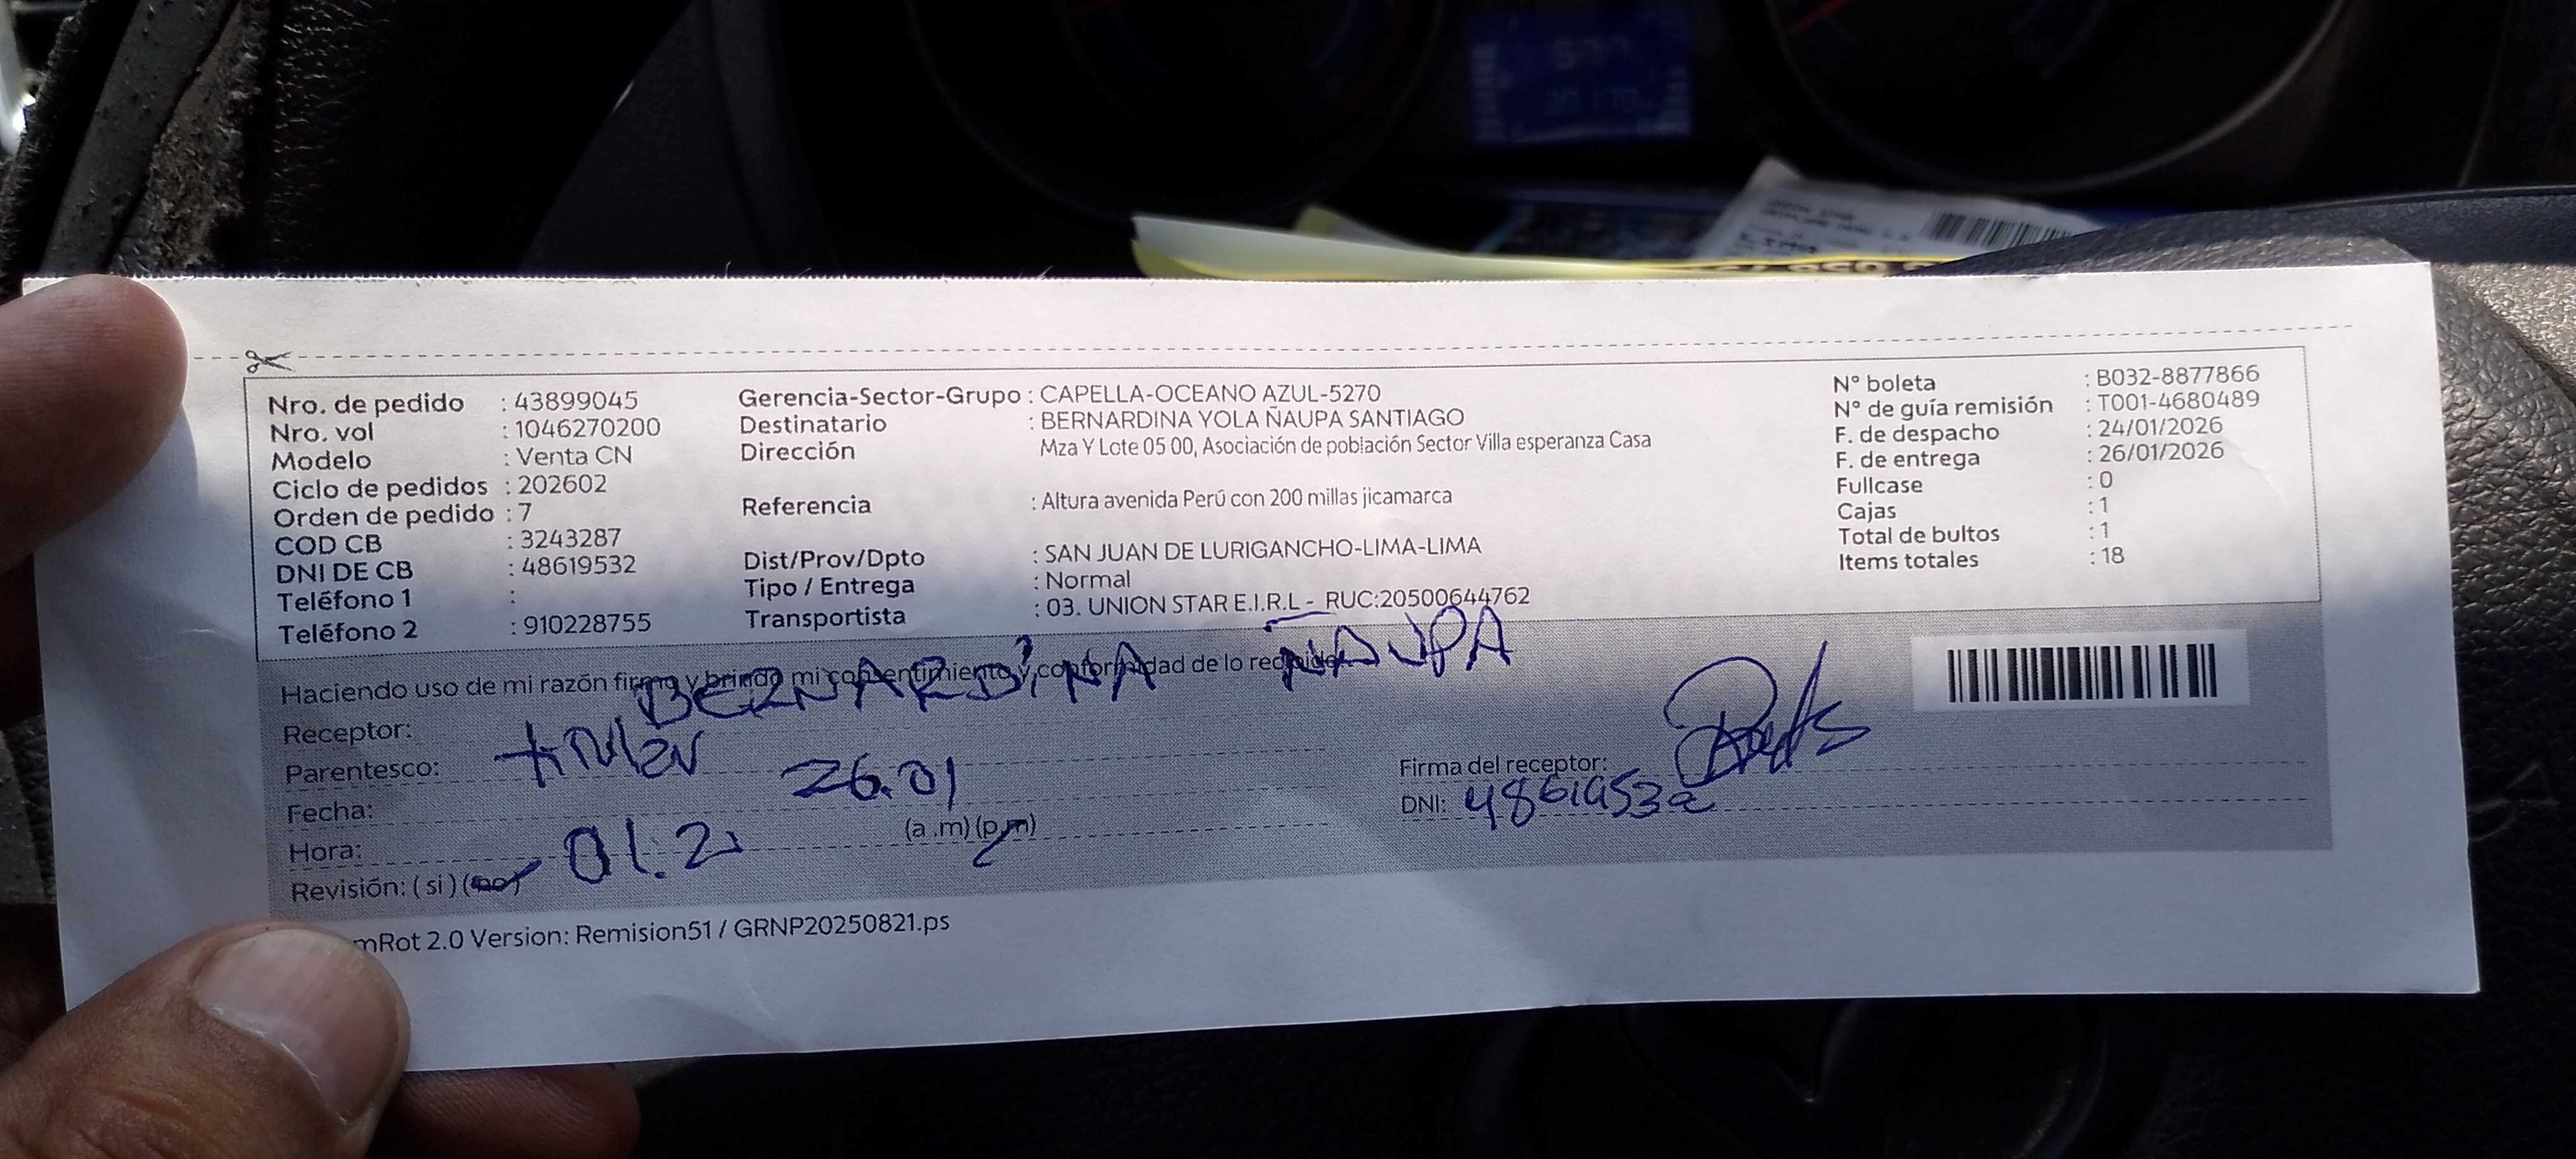 Nro. de pedido : 43899045
Nro. vol : 1046270200
Modelo : Venta CN
Ciclo de pedidos : 202602
Orden de pedido : 7
COD CB : 3243287
DNI DE CB : 48619532
Teléfono 1 :
Teléfono 2 : 910228755
Gerencia-Sector-Grupo : CAPELLA-OCEANO AZUL-5270
Destinatario : BERNARDINA YOLA ÑAUPA SANTIAGO
Dirección Mza Y Lote 05 00, Asociación de población Sector Villa esperanza Casa
Referencia : Altura avenida Perú con 200 millas jicamarca
Dist/Prov/Dpto : SAN JUAN DE LURIGANCHO-LIMA-LIMA
Tipo / Entrega : Normal
Transportista : 03. UNION STAR E.I.R.L - RUC:20500644762
N° boleta : B032-8877866
N° de guía remisión : T001-4680489
F. de despacho : 24/01/2026
F. de entrega : 26/01/2026
Fullcase : 0
Cajas : 1
Total de bultos : 1
Items totales : 18
Haciendo uso de mi razón firmo y brindo mi consentimiento y conformidad de lo recibido
Receptor: BERNARDINA ÑAUPA
Parentesco: titular
Fecha: 26.01
Hora: 01:2 (a .m) (p.m)
Revisión: ( si ) (no)
Firma del receptor:
DNI: 48619532
mRot 2.0 Version: Remision51 / GRNP20250821.ps